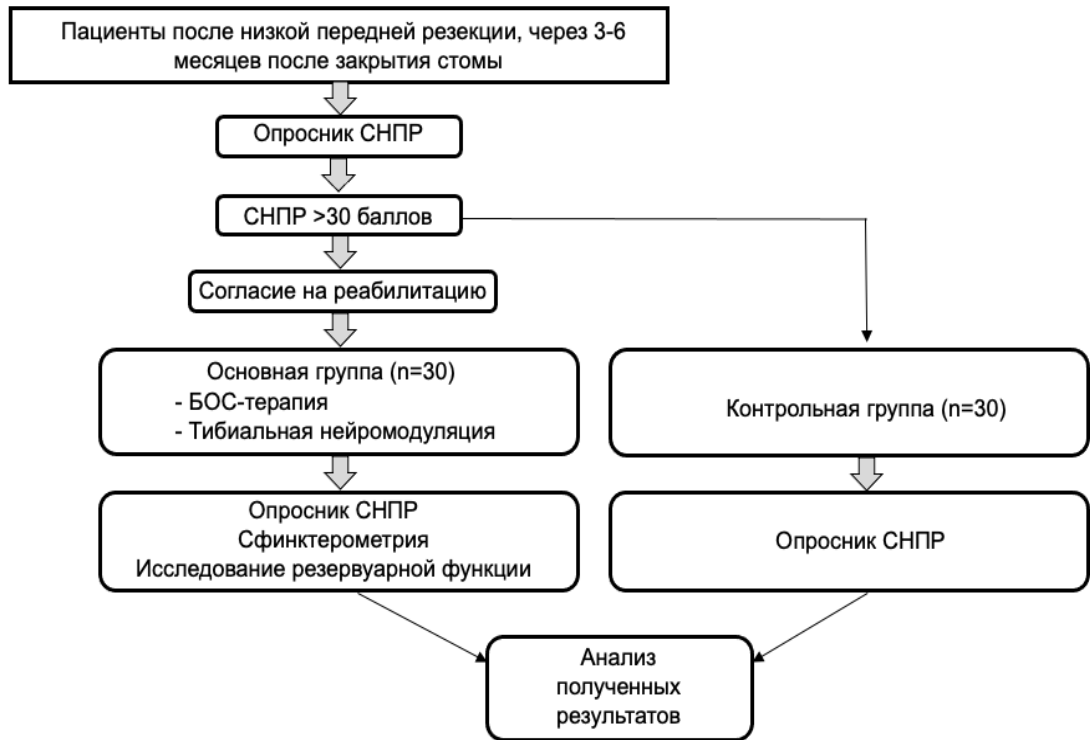 Пациенты после низкой передней резекции, через 3-6
месяцев после закрытия стомы
Опросник СНПР
СНПР >30 баллов
Согласие на реабилитацию
Основная группа (n=30)
- БОС-терапия
- Тибиальная нейромодуляция
Контрольная группа (n=30)
Опросник СНПР
Сфинктерометрия
Исследование резервуарной функции
Опросник СНПР
Анализ
полученных
результатов